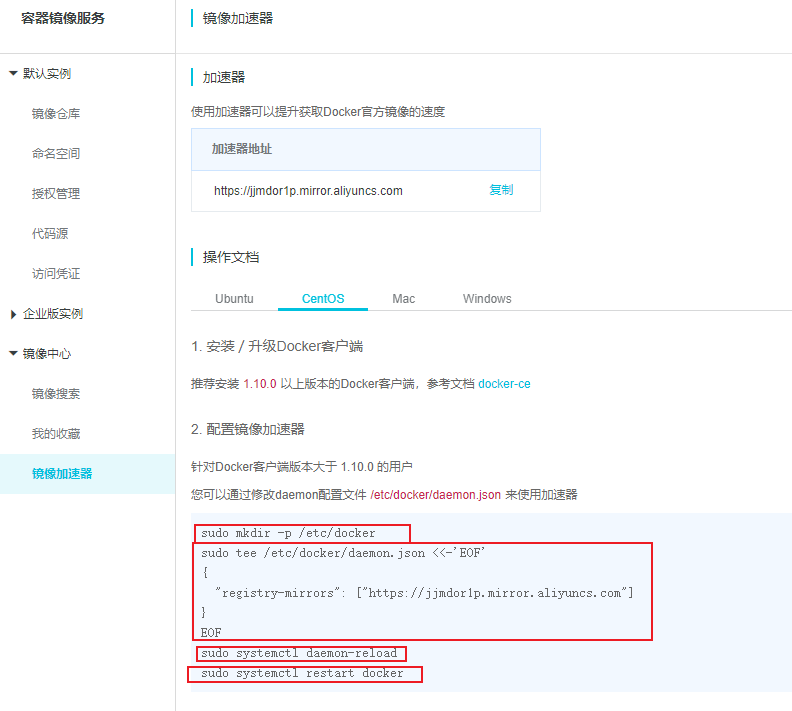 容器镜像服务
镜像加速器
默认实例
镜像仓库
命名空间
授权管理
代码源
访问凭证
企业版实例
镜像中心
镜像搜索
我的收藏
镜像加速器
加速器
使用加速器可以提升获取Docker官方镜像的速度
加速器地址
https://jjmdor1p.mirror.aliyuncs.com 复制
操作文档
Ubuntu CentOS Mac Windows
1. 安装 / 升级Docker客户端
推荐安装 1.10.0 以上版本的Docker客户端，参考文档 docker-ce
2. 配置镜像加速器
针对Docker客户端版本大于 1.10.0 的用户
您可以通过修改daemon配置文件 /etc/docker/daemon.json 来使用加速器
sudo mkdir -p /etc/docker
sudo tee /etc/docker/daemon.json <<-'EOF'
{
"registry-mirrors": ["https://jjmdor1p.mirror.aliyuncs.com"]
}
EOF
sudo systemctl daemon-reload
sudo systemctl restart docker